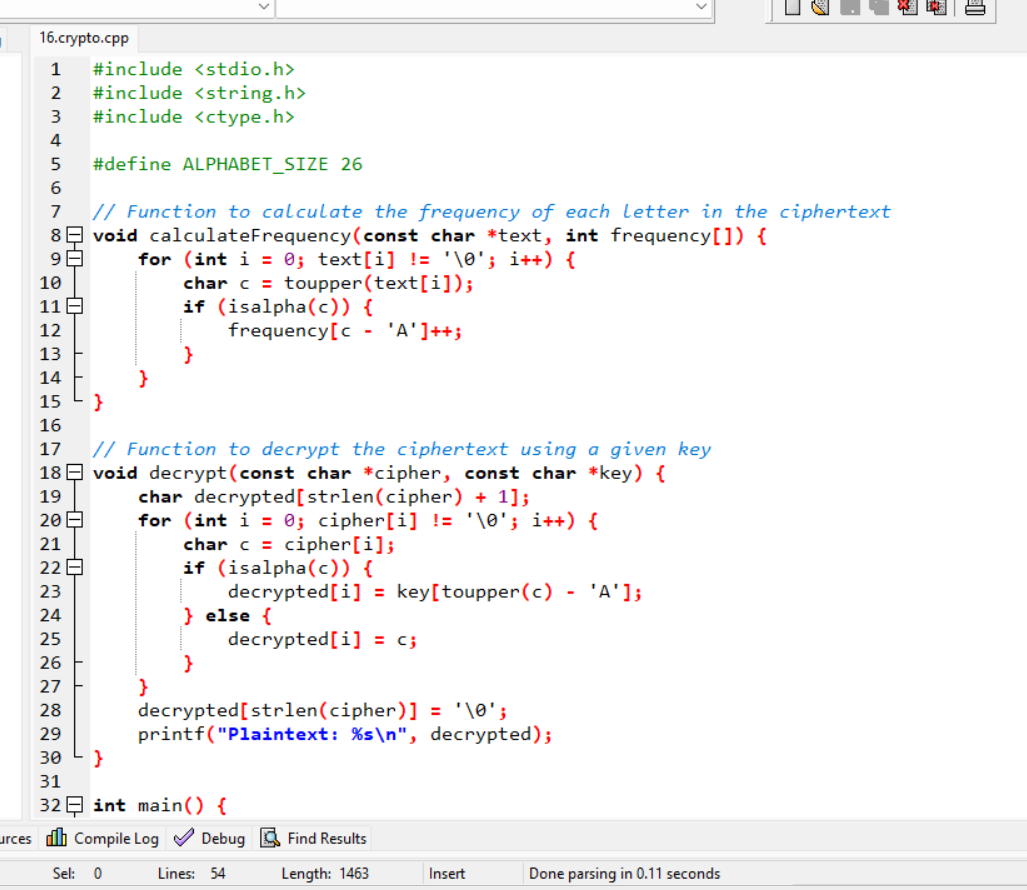 16.crypto.cpp
1 #include <stdio.h>
2 #include <string.h>
3 #include <ctype.h>
4
5 #define ALPHABET_SIZE 26
6
7 // Function to calculate the frequency of each letter in the ciphertext
8 void calculateFrequency(const char *text, int frequency[]) {
9     for (int i = 0; text[i] != '\0'; i++) {
10         char c = toupper(text[i]);
11         if (isalpha(c)) {
12             frequency[c - 'A']++;
13         }
14     }
15 }
16
17 // Function to decrypt the ciphertext using a given key
18 void decrypt(const char *cipher, const char *key) {
19     char decrypted[strlen(cipher) + 1];
20     for (int i = 0; cipher[i] != '\0'; i++) {
21         char c = cipher[i];
22         if (isalpha(c)) {
23             decrypted[i] = key[toupper(c) - 'A'];
24         } else {
25             decrypted[i] = c;
26         }
27     }
28     decrypted[strlen(cipher)] = '\0';
29     printf("Plaintext: %s\n", decrypted);
30 }
31
32 int main() {
urces Compile Log Debug Find Results
Sel: 0 Lines: 54 Length: 1463 Insert Done parsing in 0.11 seconds